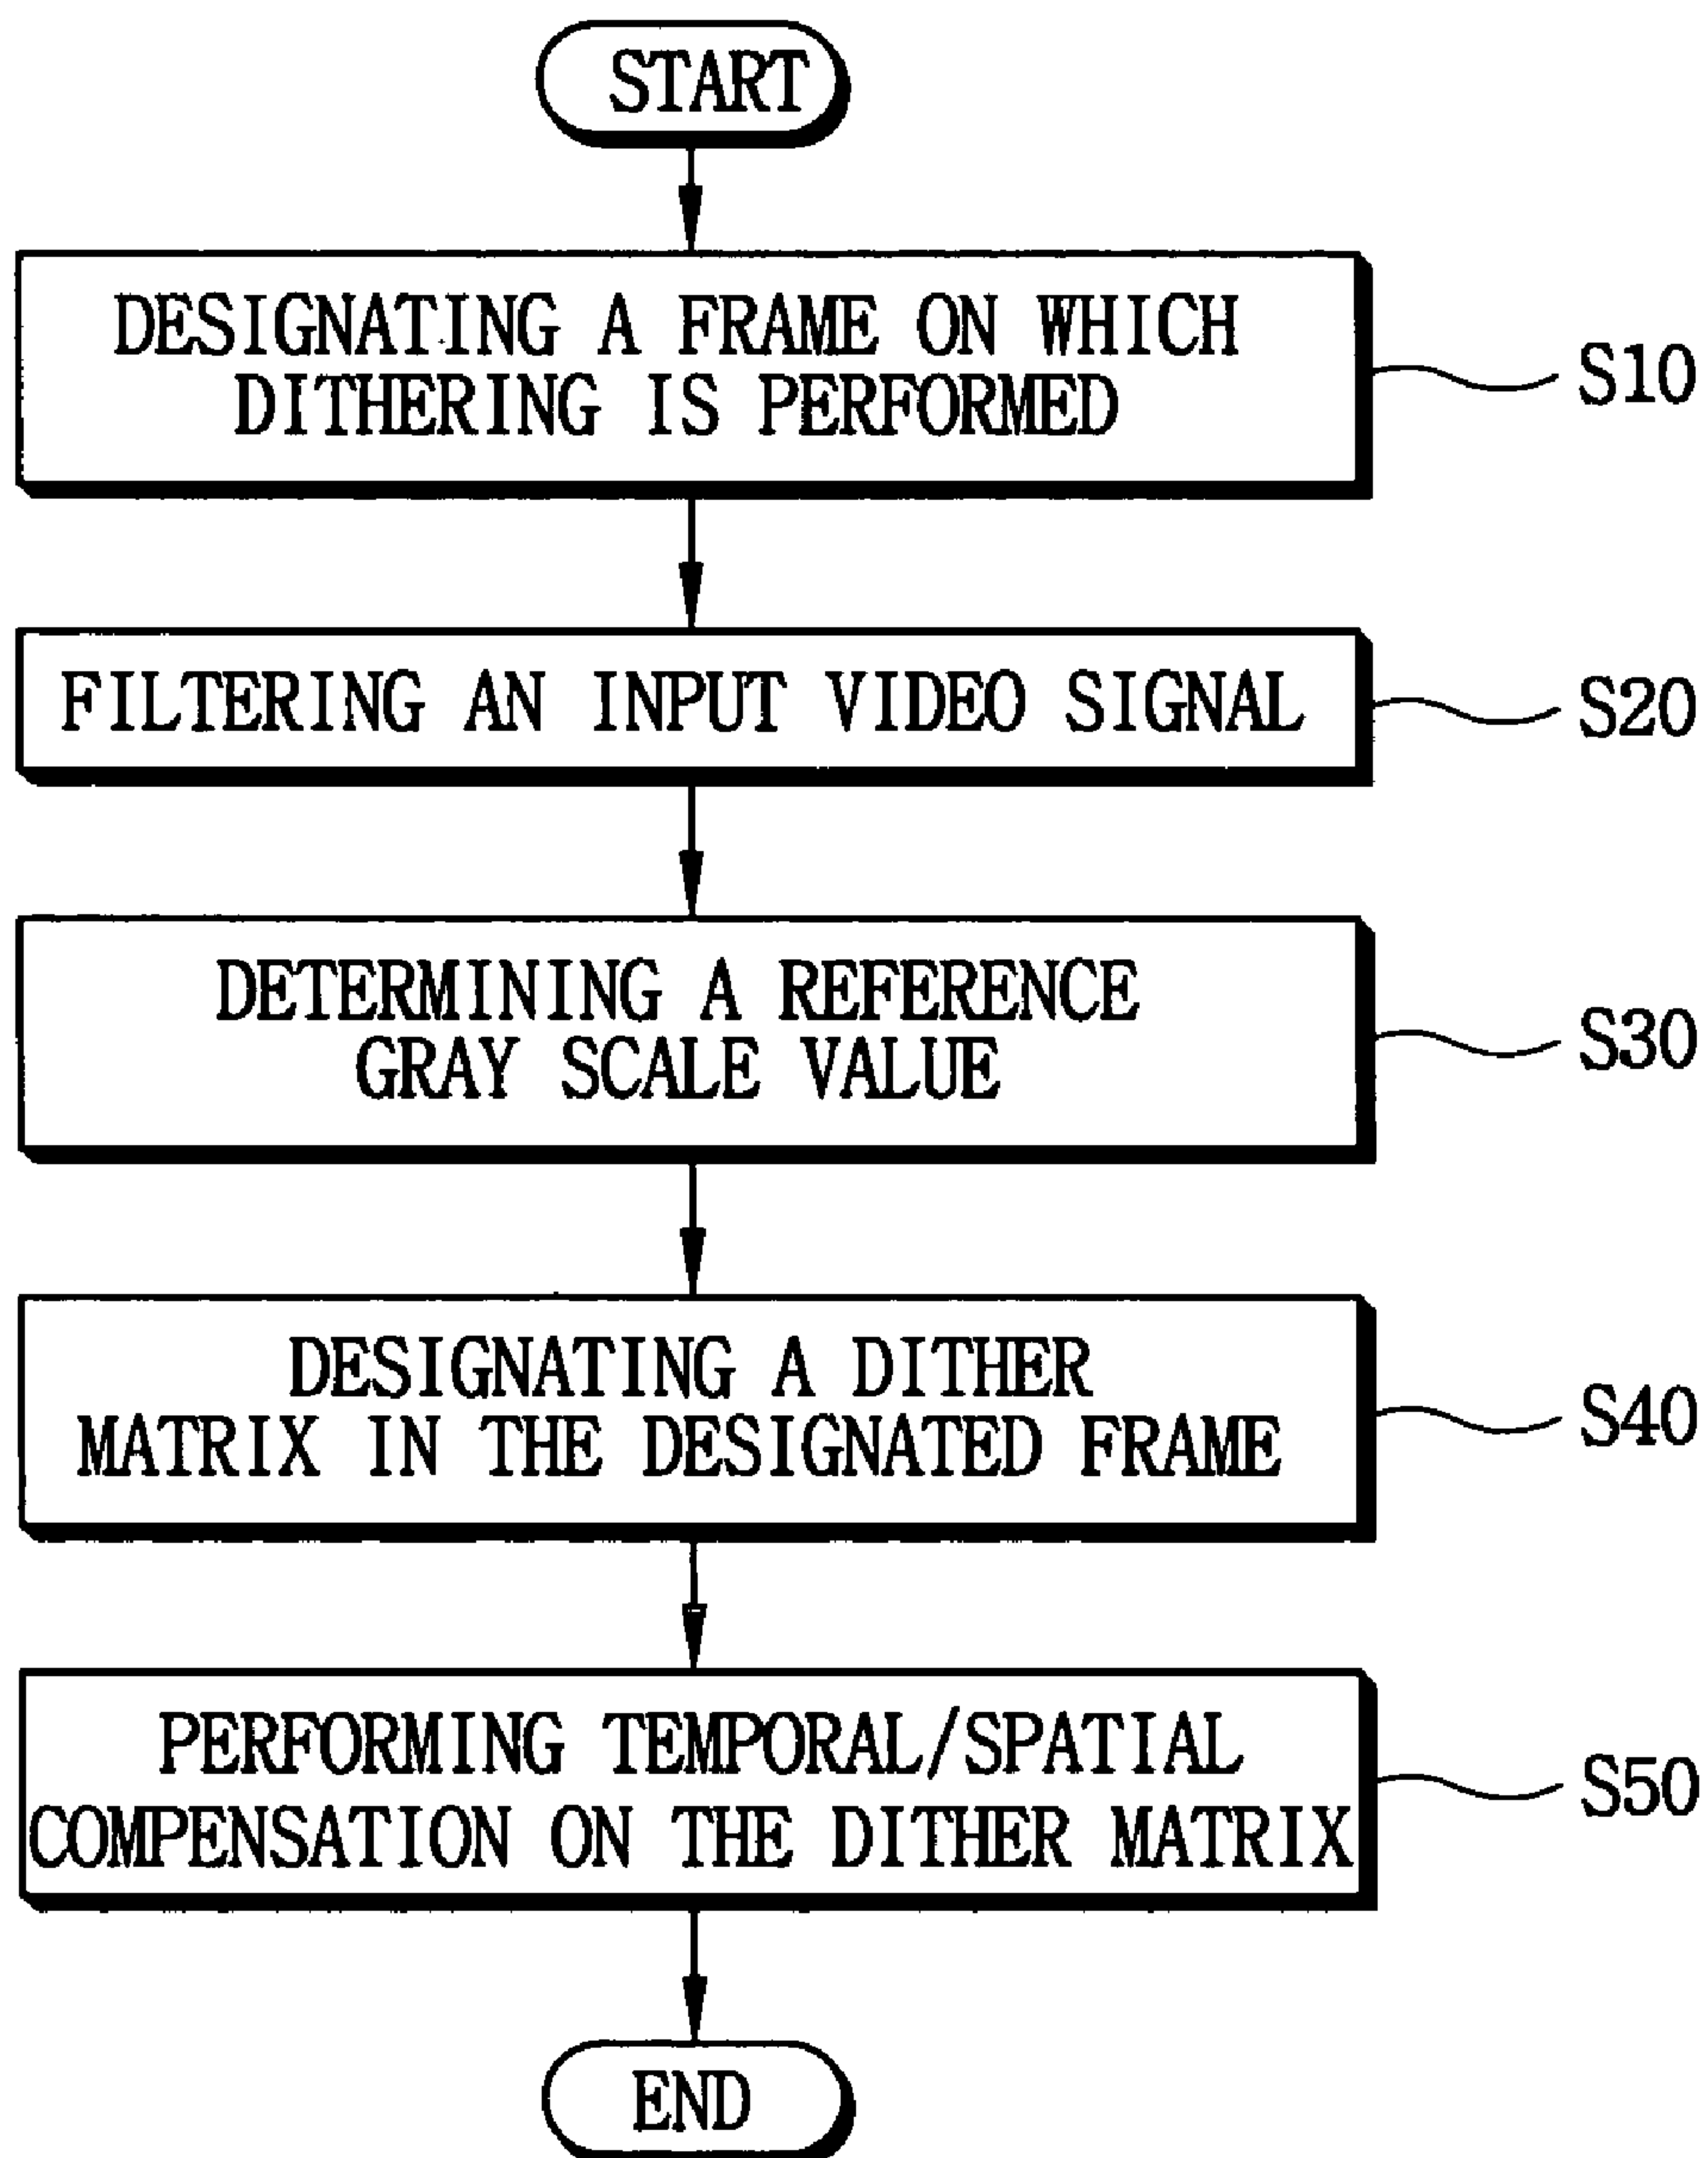 START
DESIGNATING A FRAME ON WHICH
DITHERING IS PERFORMED
S10
FILTERING AN INPUT VIDEO SIGNAL
S20
DETERMINING A REFERENCE
GRAY SCALE VALUE
S30
DESIGNATING A DITHER
MATRIX IN THE DESIGNATED FRAME
S40
PERFORMING TEMPORAL/SPATIAL
COMPENSATION ON THE DITHER MATRIX
S50
END